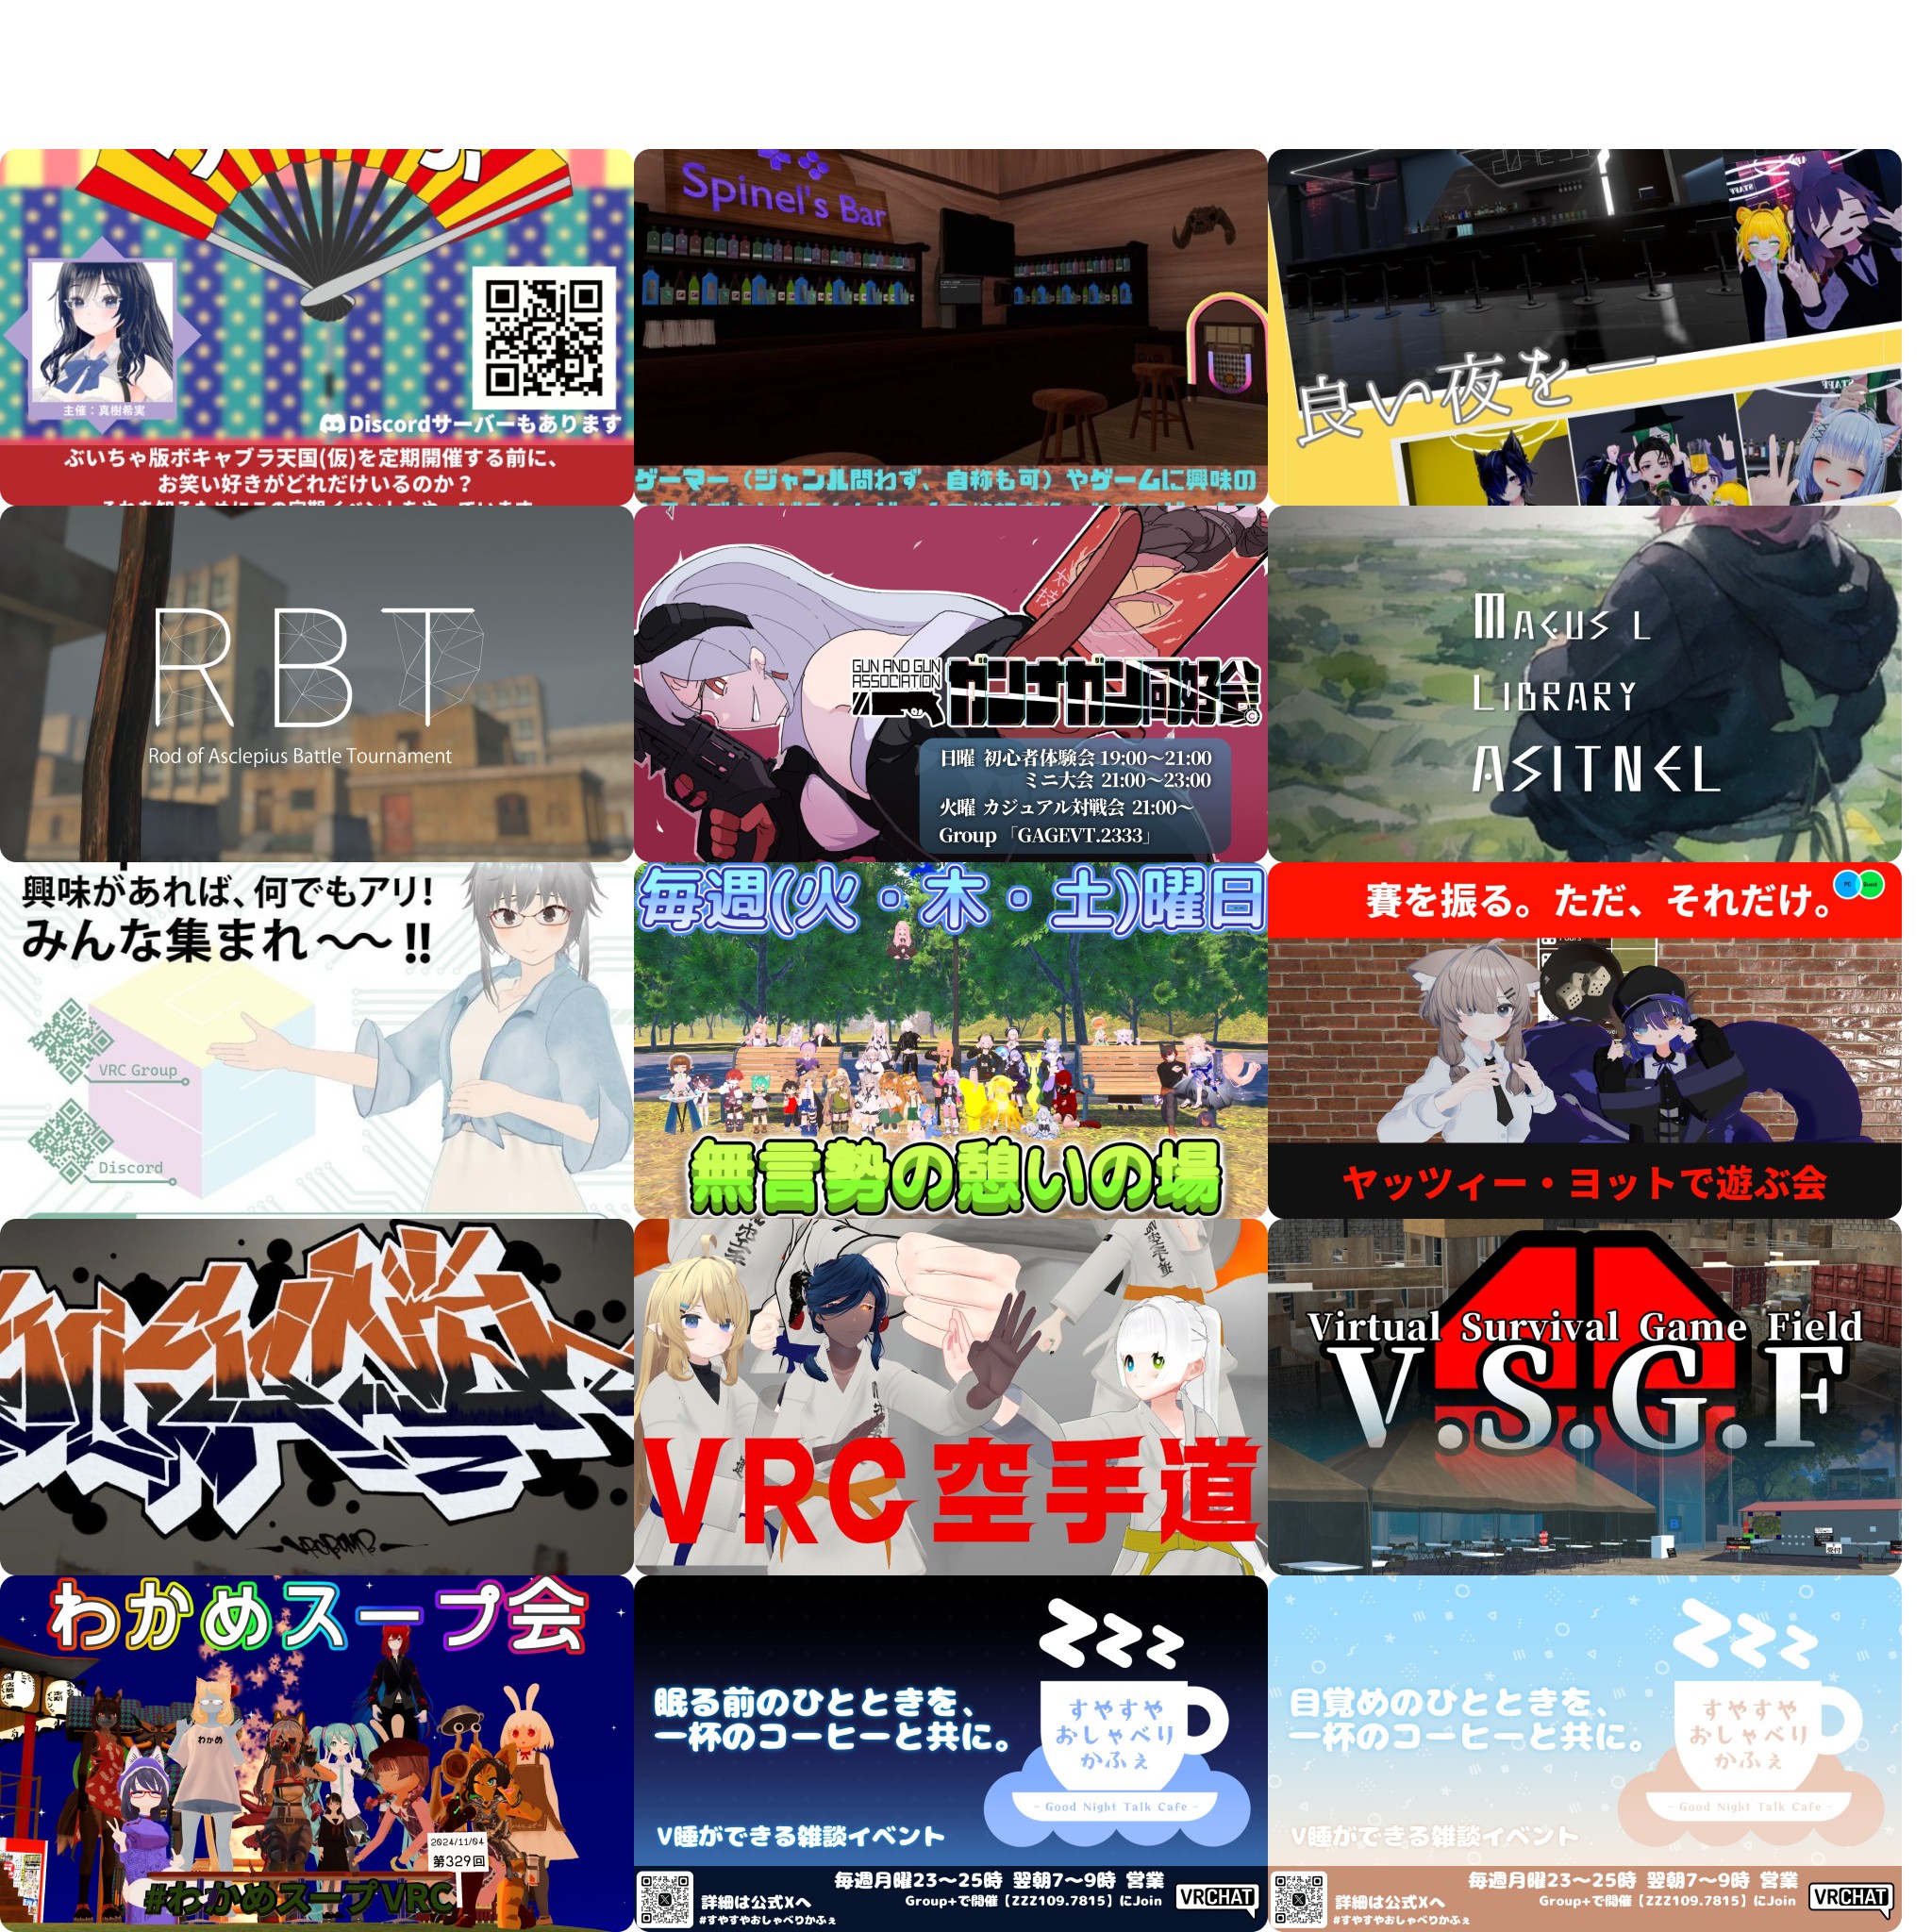 主催:真樹希実
Discordサーバーもあります
ぶいちゃ版ボキャブラ天国(仮)を定期開催する前に、
お笑い好きがどれだけいるのか?
Spinel's Bar
ゲーマー(ジャンル問わず、自称も可)やゲームに興味の
STAFF
良い夜を―
STAFF
RBT
Rod of Asclepius Battle Tournament
GUN AND GUN
ASSOCIATION
ガンナガン同好会
日曜 初心者体験会 19:00〜21:00
ミニ大会 21:00〜23:00
火曜 カジュアル対戦会 21:00〜
Group「GAGEVT.2333」
MACUS L
LIBRARY
ASITNEL
興味があれば、何でもアリ!
みんな集まれ〜〜!!
VRC Group
Discord
毎週(火・木・土)曜日
無言勢の憩いの場
賽を振る。ただ、それだけ。
PC
Quest
ヤッツィー・ヨットで遊ぶ会
VRC空手道
Virtual Survival Game Field
V.S.G.F
わかめスープ会
わかめ
2024/11/04
第329回
#わかめスープVRC
zzz
眠る前のひとときを、
一杯のコーヒーと共に。
すやすや
おしゃべり
かふぇ
- Good Night Talk Cafe -
V睡ができる雑談イベント
毎週月曜23〜25時 翌朝7〜9時 営業
詳細は公式Xへ
Group+で開催【ZZZ109.7815】にJoin
#すやすやおしゃべりかふぇ
VRCHAT
zzz
目覚めのひとときを、
一杯のコーヒーと共に。
すやすや
おしゃべり
かふぇ
- Good Night Talk Cafe -
V睡ができる雑談イベント
毎週月曜23〜25時 翌朝7〜9時 営業
詳細は公式Xへ
Group+で開催【ZZZ109.7815】にJoin
#すやすやおしゃべりかふぇ
VRCHAT